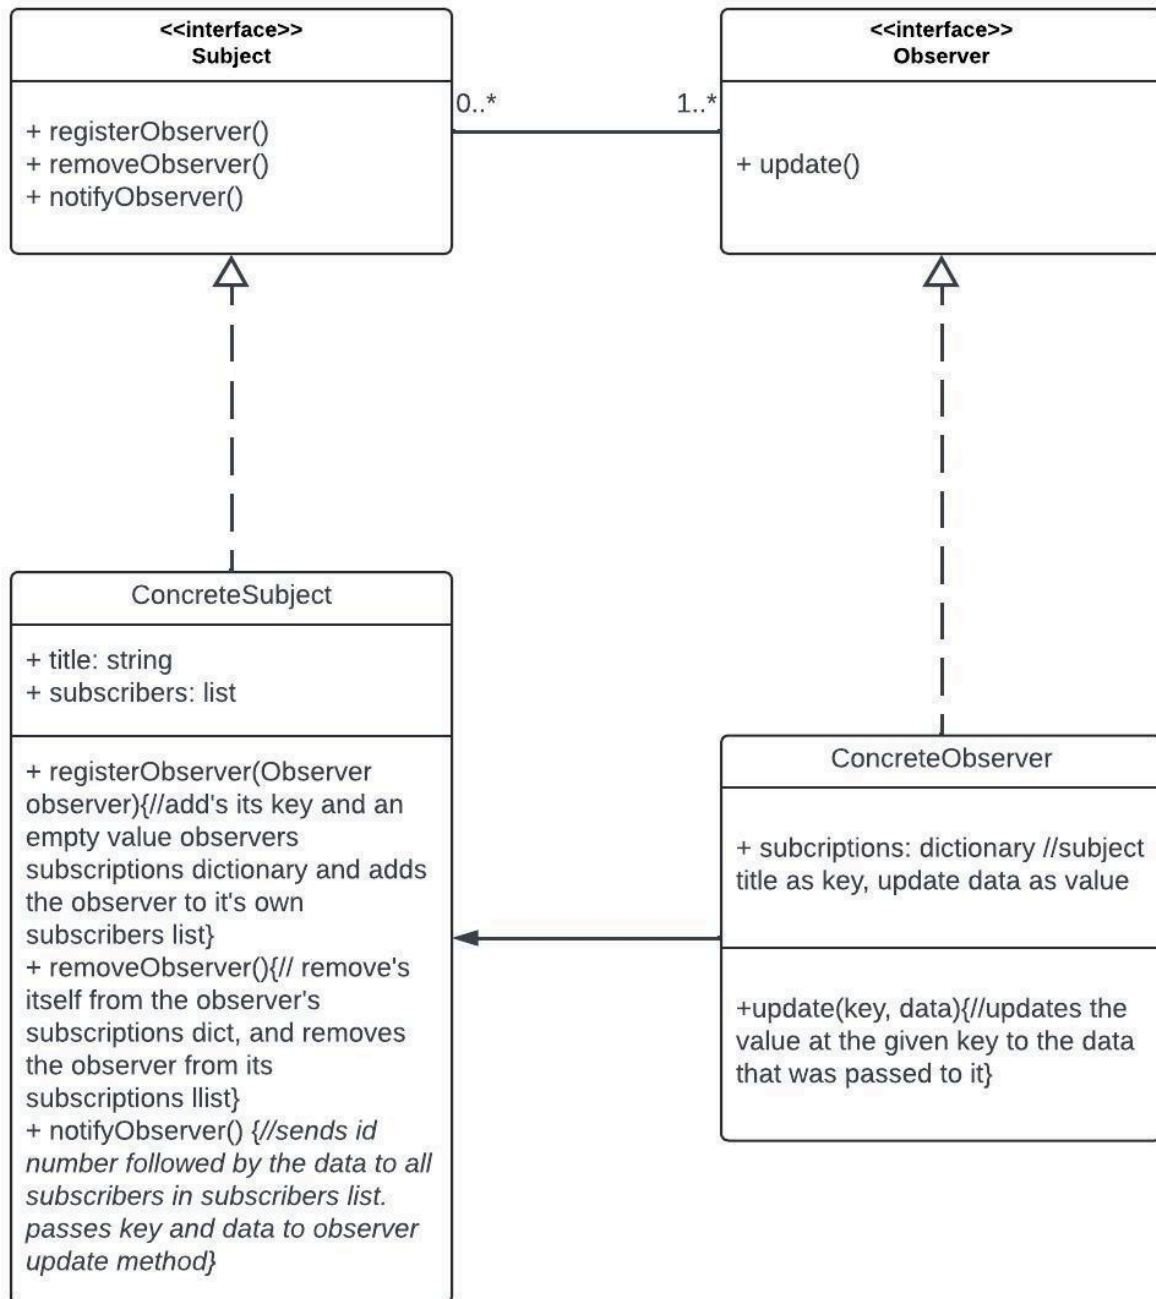 <<interface>>
Subject
+ registerObserver()
+ removeObserver()
+ notifyObserver()
0..*
1..*
<<interface>>
Observer
+ update()
ConcreteSubject
+ title: string
+ subscribers: list
+ registerObserver(Observer
observer){//add's its key and an
empty value observers
subscriptions dictionary and adds
the observer to it's own
subscribers list}
+ removeObserver(){// remove's
itself from the observer's
subscriptions dict, and removes
the observer from its
subscriptions llist}
+ notifyObserver() {//sends id
number followed by the data to all
subscribers in subscribers list.
passes key and data to observer
update method}
ConcreteObserver
+ subcriptions: dictionary //subject
title as key, update data as value
+update(key, data){//updates the
value at the given key to the data
that was passed to it}